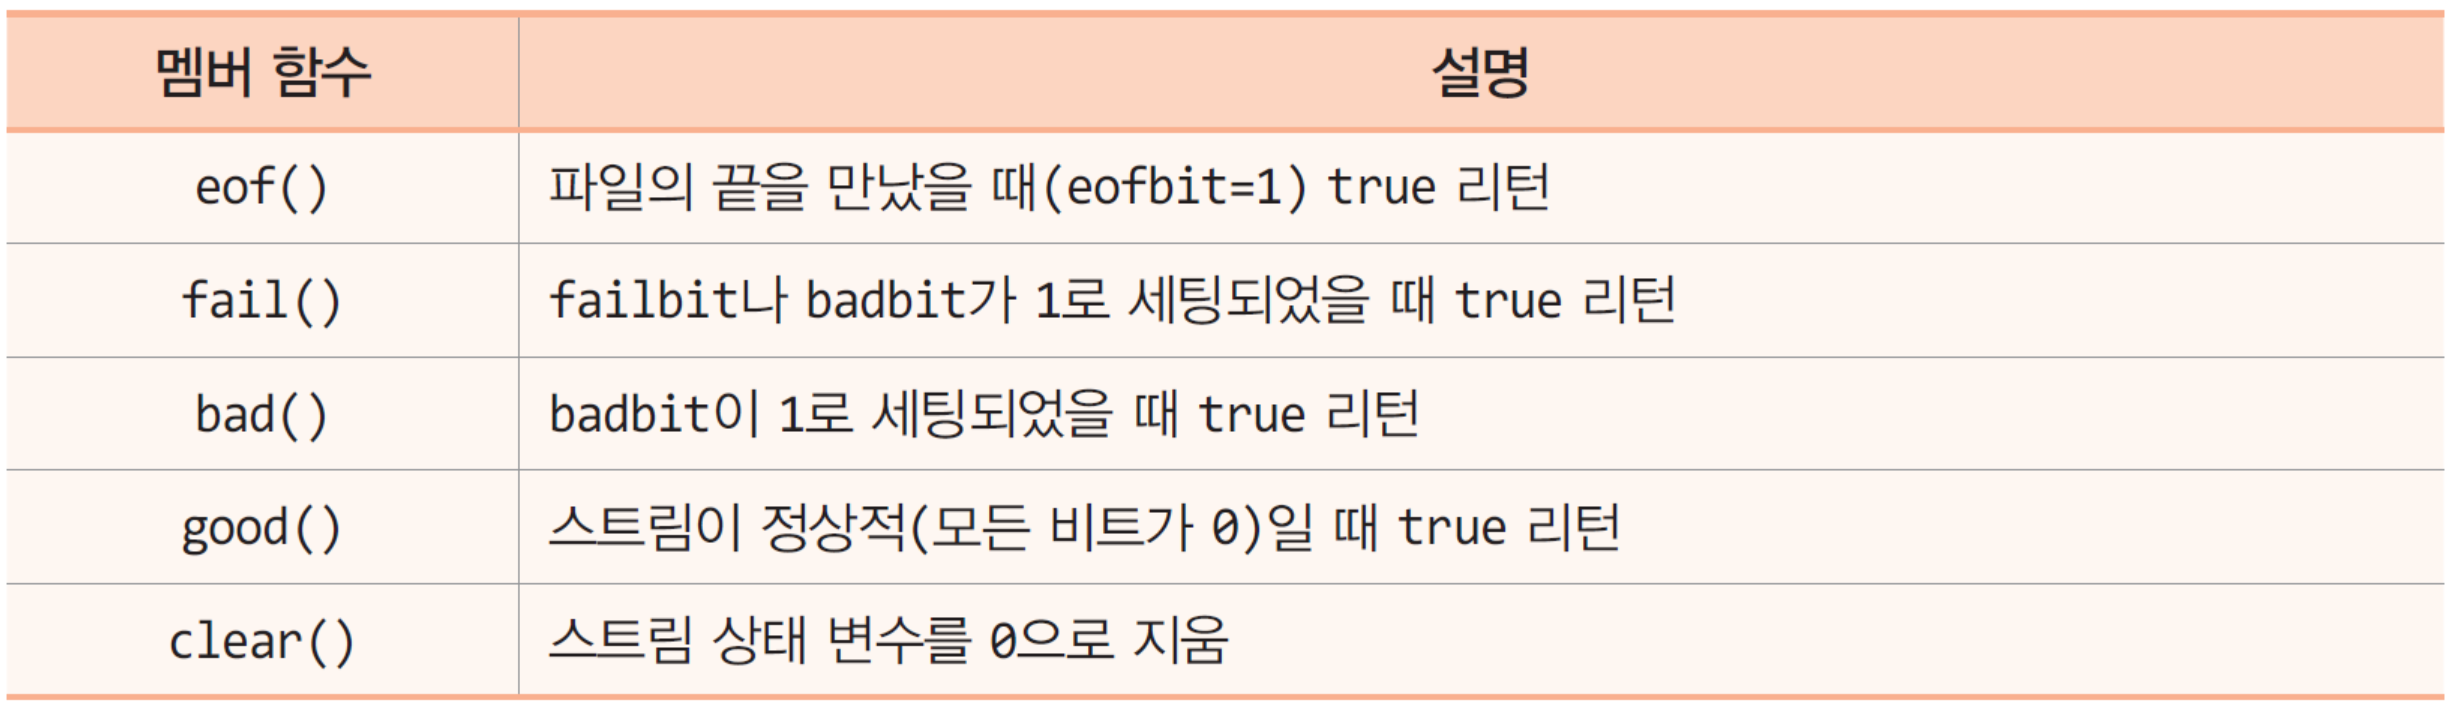 멤버 함수 설명
eof() 파일의 끝을 만났을 때(eofbit=1) true 리턴
fail() failbit나 badbit가 1로 세팅되었을 때 true 리턴
bad() badbit이 1로 세팅되었을 때 true 리턴
good() 스트림이 정상적(모든 비트가 0)일 때 true 리턴
clear() 스트림 상태 변수를 0으로 지움